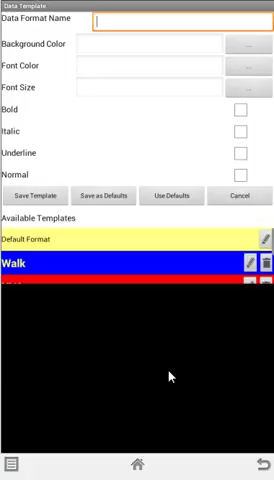 Data Template
Data Format Name
Background Color ...
Font Color ...
Font Size ...
Bold
Italic
Underline
Normal
Save Template Save as Defaults Use Defaults Cancel
Available Templates
Default Format
Walk